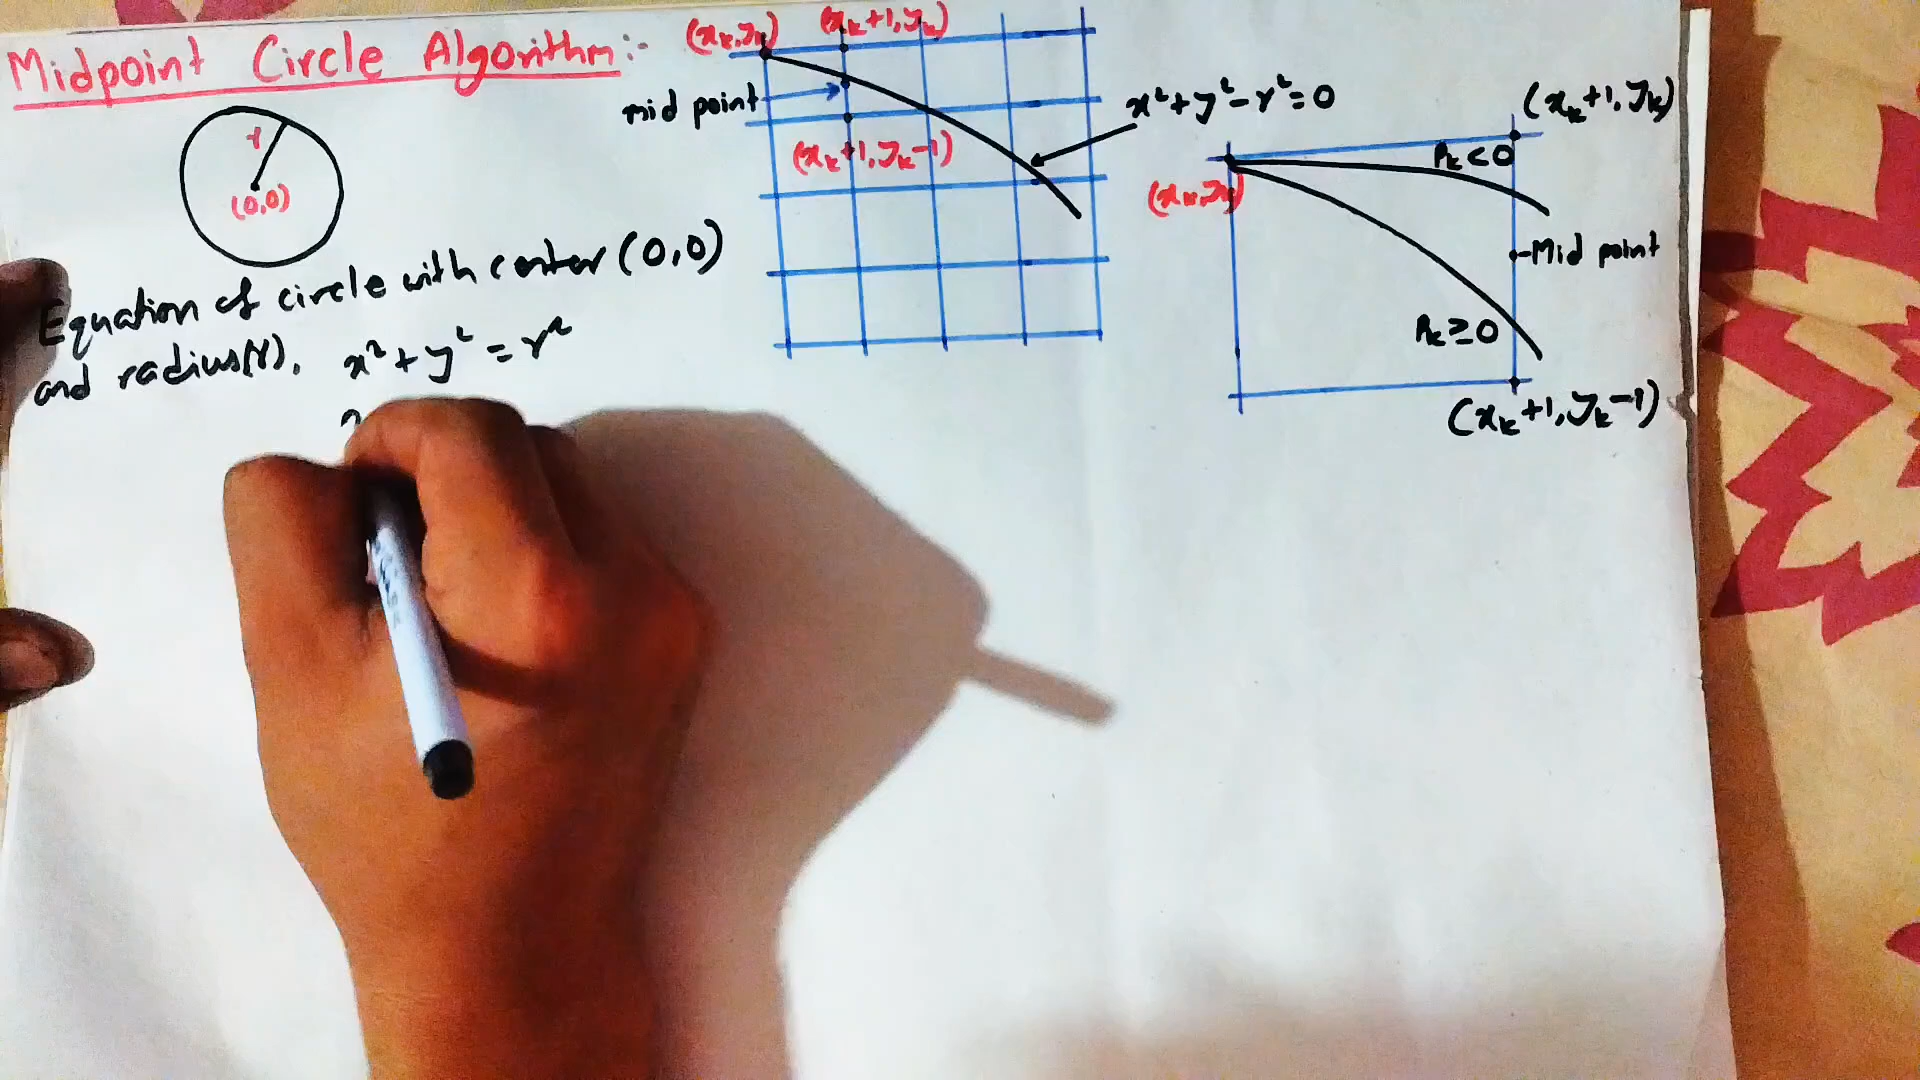 Midpoint Circle Algorithm:-
r
(0,0)
Equation of circle with center (0,0)
and radius(r), x² + y² = r²
(xₖ,yₖ) (xₖ+1,yₖ)
mid point
(xₖ+1,yₖ-1)
x²+y²-r²=0
(xₖ+1,yₖ)
Pₖ<0
(xₖ,yₖ)
-Mid point
Pₖ≥0
(xₖ+1,yₖ-1)